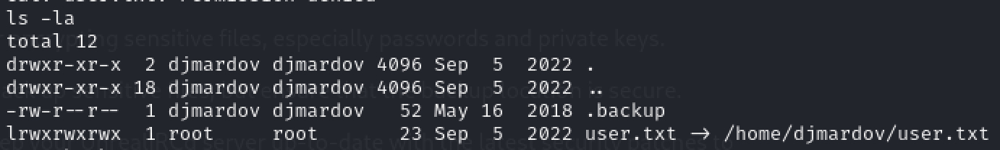 ls -la
total 12
drwxr-xr-x  2 djmardov djmardov 4096 Sep  5  2022 .
drwxr-xr-x 18 djmardov djmardov 4096 Sep  5  2022 ..
-rw-r--r--  1 djmardov djmardov   52 May 16  2018 .backup
lrwxrwxrwx  1 root     root       23 Sep  5  2022 user.txt -> /home/djmardov/user.txt